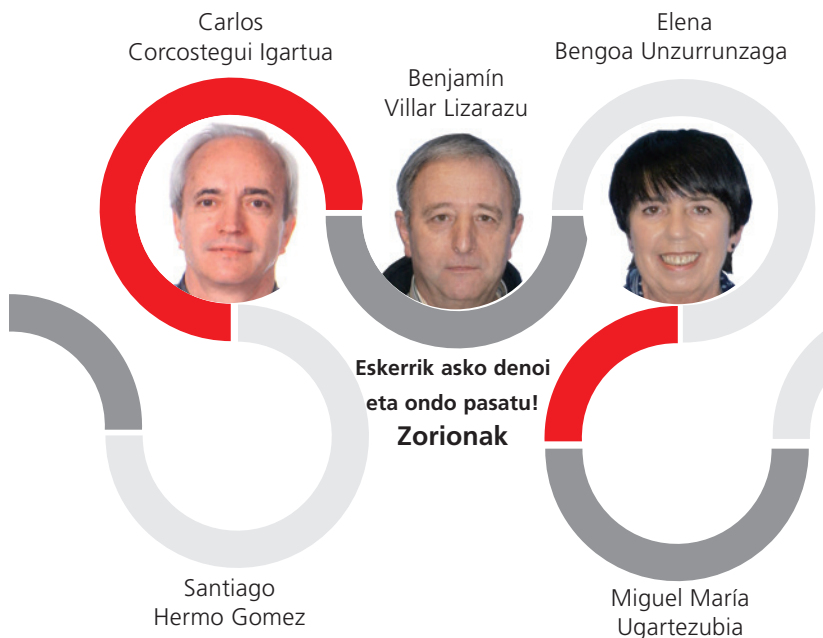 Carlos
Corcostegui Igartua
Benjamín
Villar Lizarazu
Elena
Bengoa Unzurrunzaga
Eskerrik asko denoi
eta ondo pasatu!
Zorionak
Santiago
Hermo Gomez
Miguel María
Ugartezubia